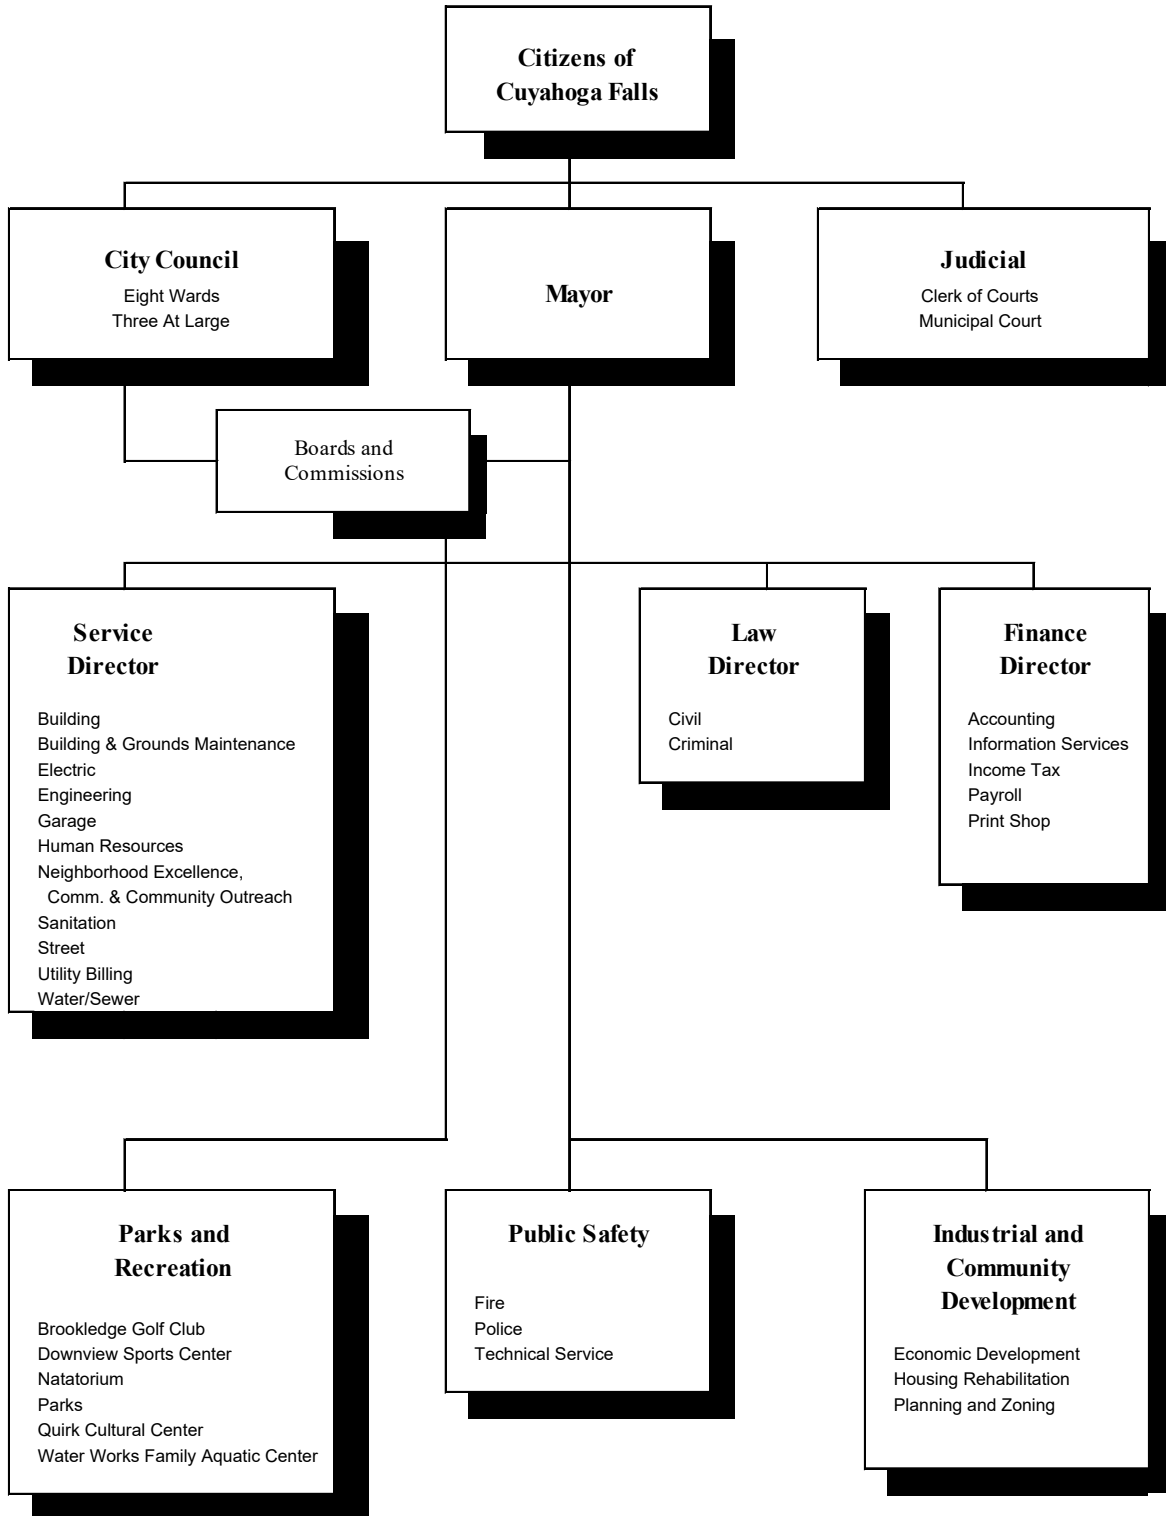 Citizens of
Cuyahoga Falls
City Council
Eight Wards
Three At Large
Mayor
Judicial
Clerk of Courts
Municipal Court
Boards and
Commissions
Service
Director
Building
Building & Grounds Maintenance
Electric
Engineering
Garage
Human Resources
Neighborhood Excellence,
Comm. & Community Outreach
Sanitation
Street
Utility Billing
Water/Sewer
Law
Director
Civil
Criminal
Finance
Director
Accounting
Information Services
Income Tax
Payroll
Print Shop
Parks and
Recreation
Brookledge Golf Club
Downview Sports Center
Natatorium
Parks
Quirk Cultural Center
Water Works Family Aquatic Center
Public Safety
Fire
Police
Technical Service
Industrial and
Community
Development
Economic Development
Housing Rehabilitation
Planning and Zoning